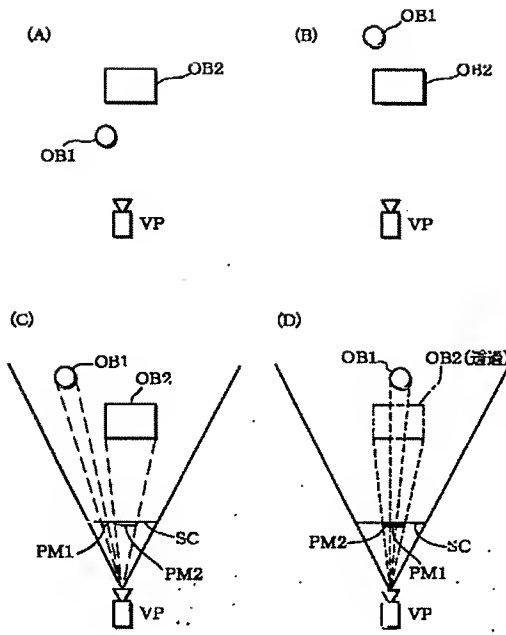 (A)
OB2
OB1
VP
(B)
OB1
OB2
VP
(C)
OB1
OB2
PM1
SC
PM2
VP
(D)
OB1
OB2(透過)
PM2
SC
PM1
VP